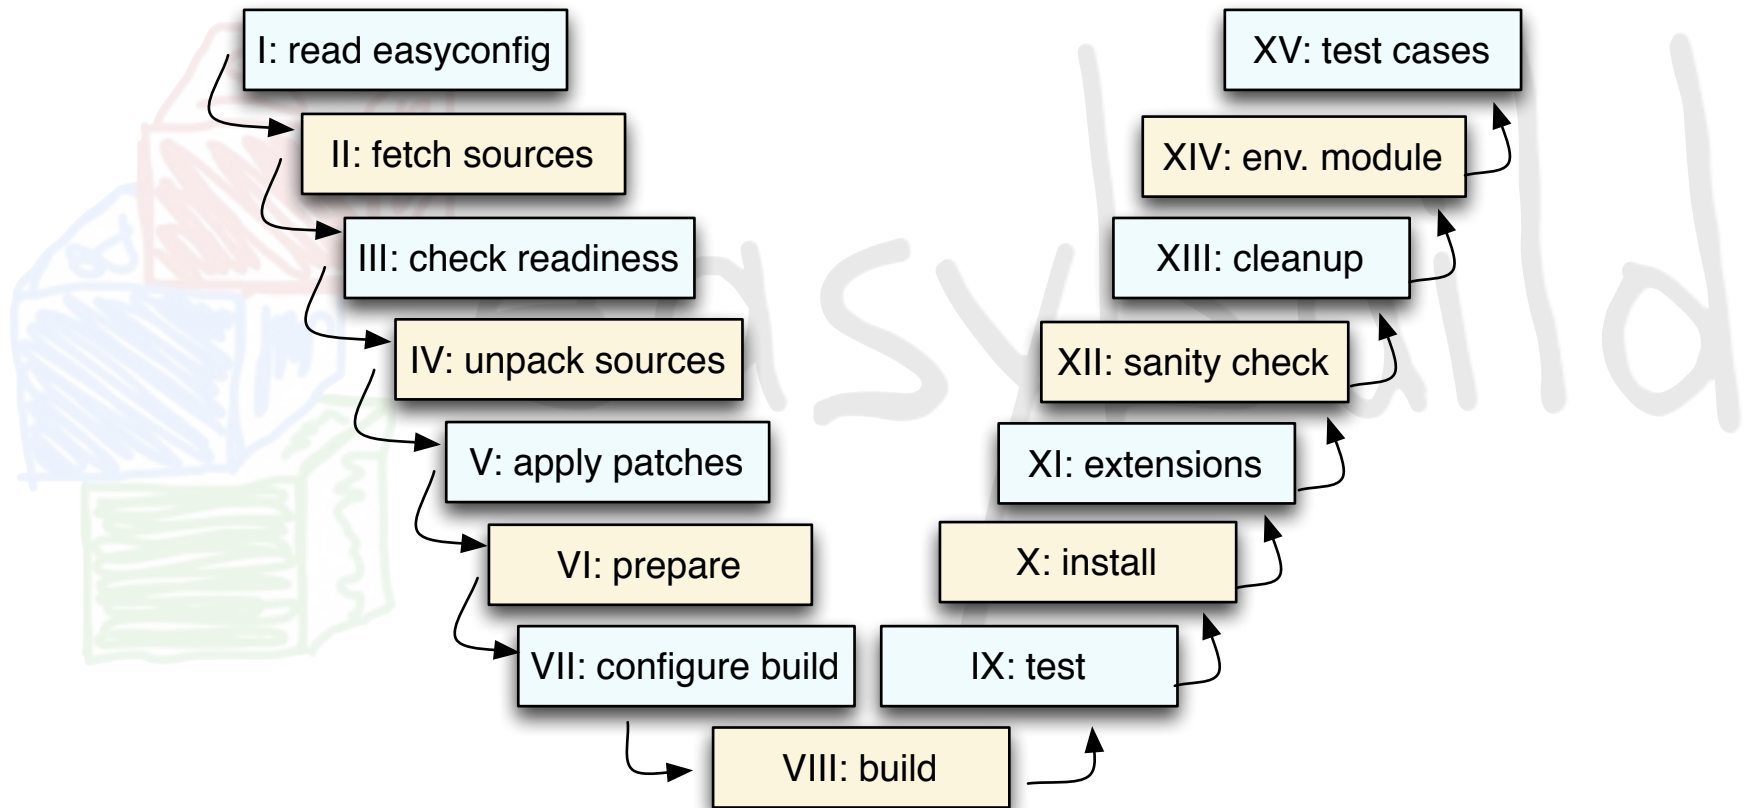 I: read easyconfig
II: fetch sources
III: check readiness
IV: unpack sources
V: apply patches
VI: prepare
VII: configure build
VIII: build
IX: test
X: install
XI: extensions
XII: sanity check
XIII: cleanup
XIV: env. module
XV: test cases
easybuild